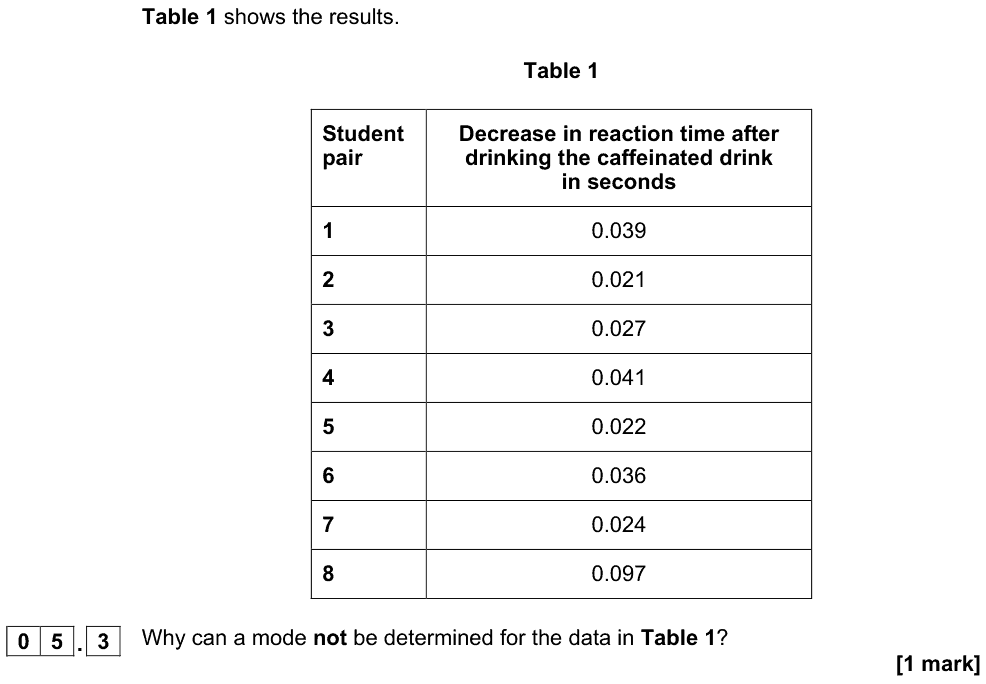 Table 1 shows the results.
Table 1
Student pair
Decrease in reaction time after
drinking the caffeinated drink
in seconds
1 0.039
2 0.021
3 0.027
4 0.041
5 0.022
6 0.036
7 0.024
8 0.097
0 5 . 3 Why can a mode not be determined for the data in Table 1?
[1 mark]